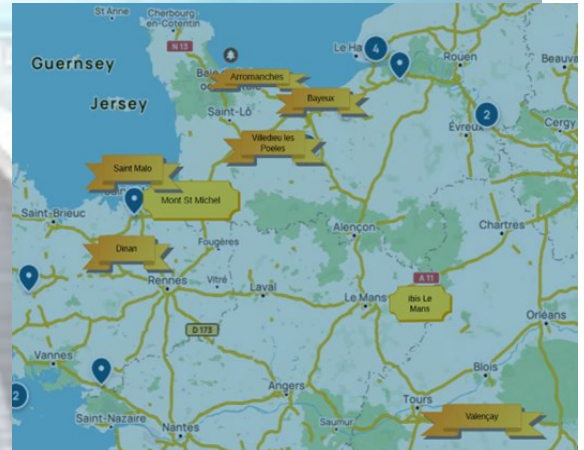 St Anne
Cherbourg-
en-Cotentin
N 13
Guernsey
Le Ha
4
Rouen
Beauva
Baie
Arromanches
Jersey
Bayeux
2
Saint-Lô
Évreux
Cergy
Villedieu les
Poeles
Saint Malo
Mont St Michel
Saint-Brieuc
Alençon
Chartres
Dinan
Fougères
A 11
Rennes
Vitré
Laval
Le Mans
Ibis Le
Mans
Orléans
D 173
Vannes
Blois
2
Angers
Tours
Saint-Nazaire
Saumur
Valençay
Nantes